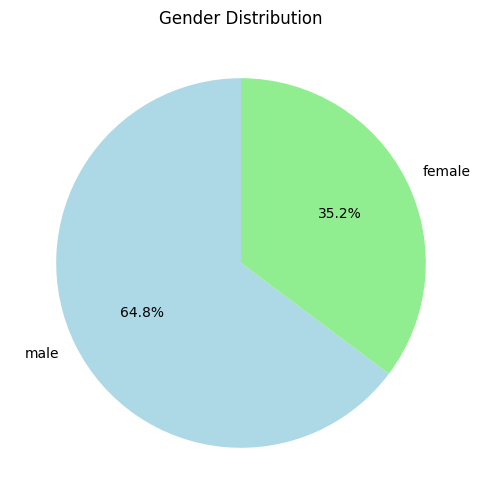 Gender Distribution
female
35.2%
64.8%
male